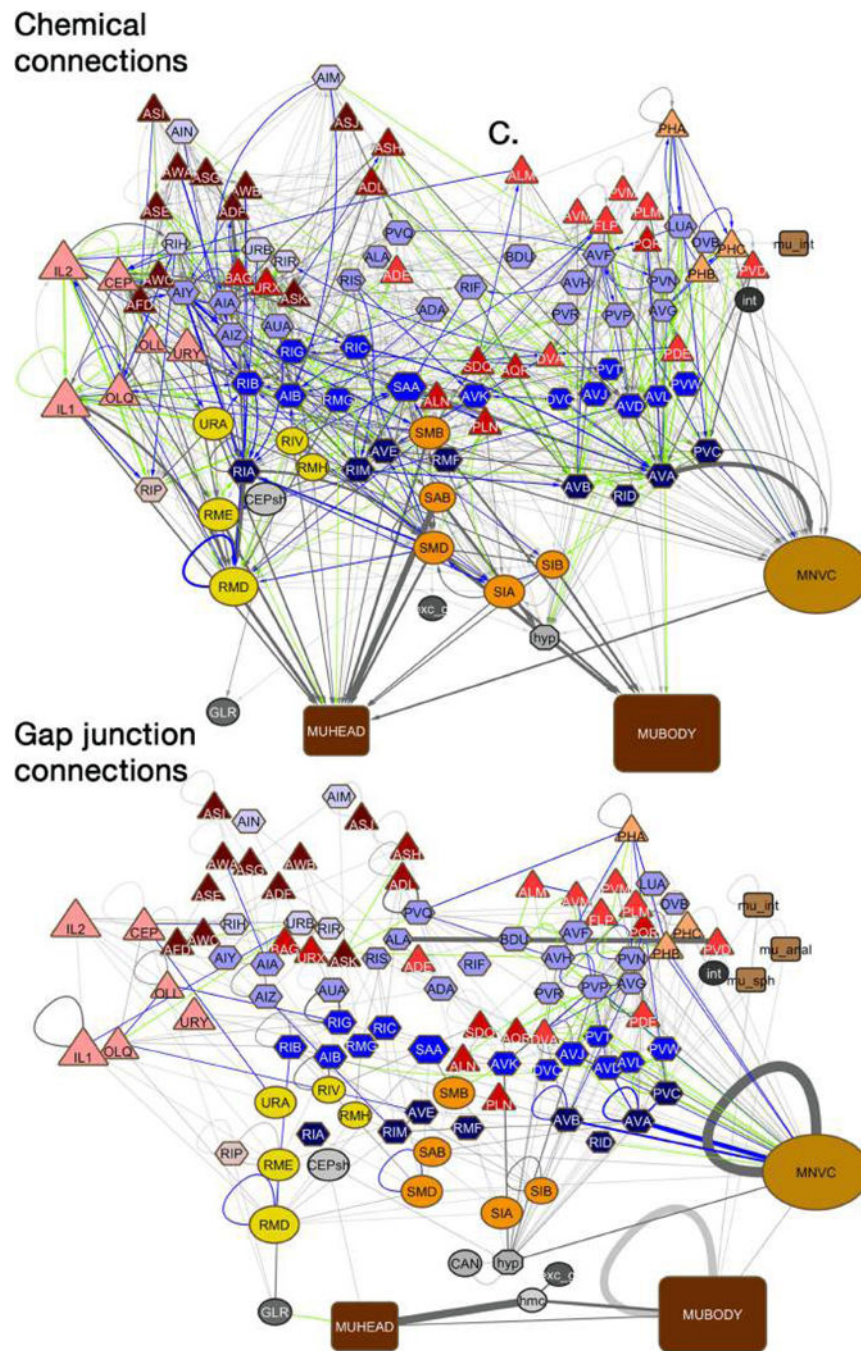 Chemical
connections
AIM
C.
ASI
AIN
ASJ
ASH
PHA
AWA
ASG
AWB
ADL
ALM
PVM
ASE
ADF
AVM
FLP
PLM
LUA
PVQ
RIH
URB
RIR
ALA
BDU
AVF
PQR
OVB
PHC
mu_int
IL2
CEP
AWC
BAG
URX
RIS
ADE
PHB
PVD
AFD
AIY
AIA
ASK
RIF
AVH
PVN
int
AIZ
AUA
ADA
PVR
PVP
AVG
OLL
URY
RIG
RIC
SDQ
AQR
DVA
PDE
IL1
OLQ
RIB
AIB
RMG
SAA
ALN
AVK
DVC
AVJ
PVT
AVD
AVL
PVW
URA
RIV
PLN
SMB
RIP
RIA
RMH
RIM
AVE
RMF
AVB
RID
AVA
PVC
CEPsh
RME
SAB
RMD
SMD
SIB
SIA
MNVC
exc_g
hyp
GLR
MUHEAD
MUBODY
Gap junction
connections
ASI
AIN
AIM
ASJ
PHA
AWA
ASG
AWB
ASH
ADL
ALM
AVM
PVM
LUA
ASE
ADF
PVQ
FLP
PLM
OVB
mu_int
IL2
CEP
RIH
URB
RIR
ALA
BDU
AVF
PQR
PHC
AFD
AWC
AIY
AIA
BAG
URX
ASK
RIS
ADE
RIF
AVH
PVN
PHB
PVD
int
mu_anal
mu_sph
OLL
AIZ
AUA
ADA
PVR
PVP
AVG
URY
RIG
RIC
SDQ
AQR
DVA
PDE
IL1
OLQ
RIB
AIB
RMG
SAA
ALN
AVK
DVC
AVJ
PVT
AVD
AVL
PVW
URA
RIV
RMH
SMB
PLN
PVC
RIA
RIM
AVE
RMF
AVB
RID
AVA
RIP
RME
CEPsh
SAB
SMD
SIB
MNVC
RMD
SIA
CAN
hyp
exc_g
GLR
MUHEAD
hmc
MUBODY